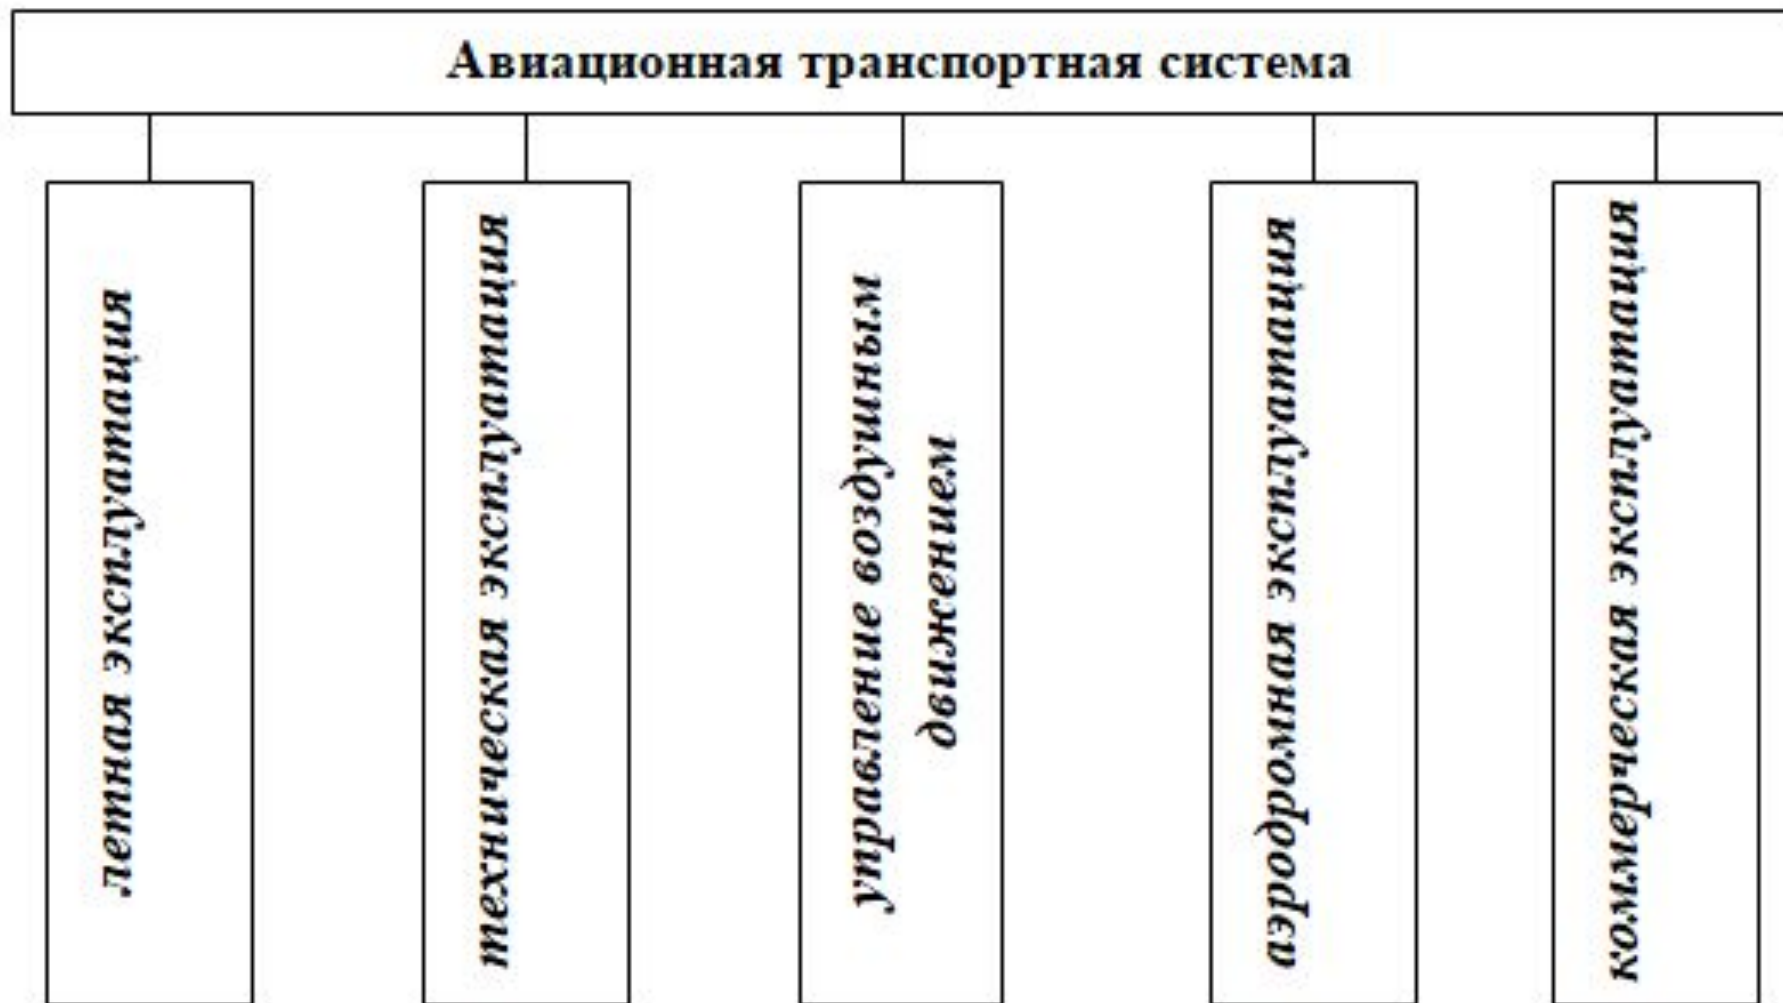 Авиационная транспортная система
летная эксплуатация
техническая эксплуатация
управление воздушным
движением
аэродромная эксплуатация
коммерческая эксплуатация